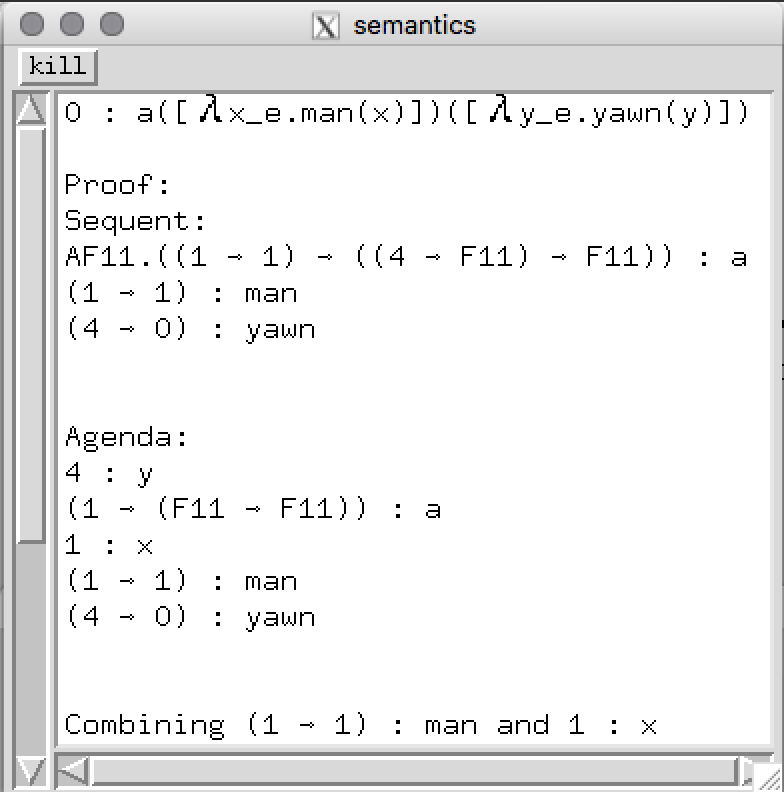 semantics
kill
0 : a([λx_e.man(x)])([λy_e.yawn(y)])
Proof:
Sequent:
AF11.((1 → 1) → ((4 → F11) → F11)) : a
(1 → 1) : man
(4 → 0) : yawn
Agenda:
4 : y
(1 → (F11 → F11)) : a
1 : x
(1 → 1) : man
(4 → 0) : yawn
Combining (1 → 1) : man and 1 : x